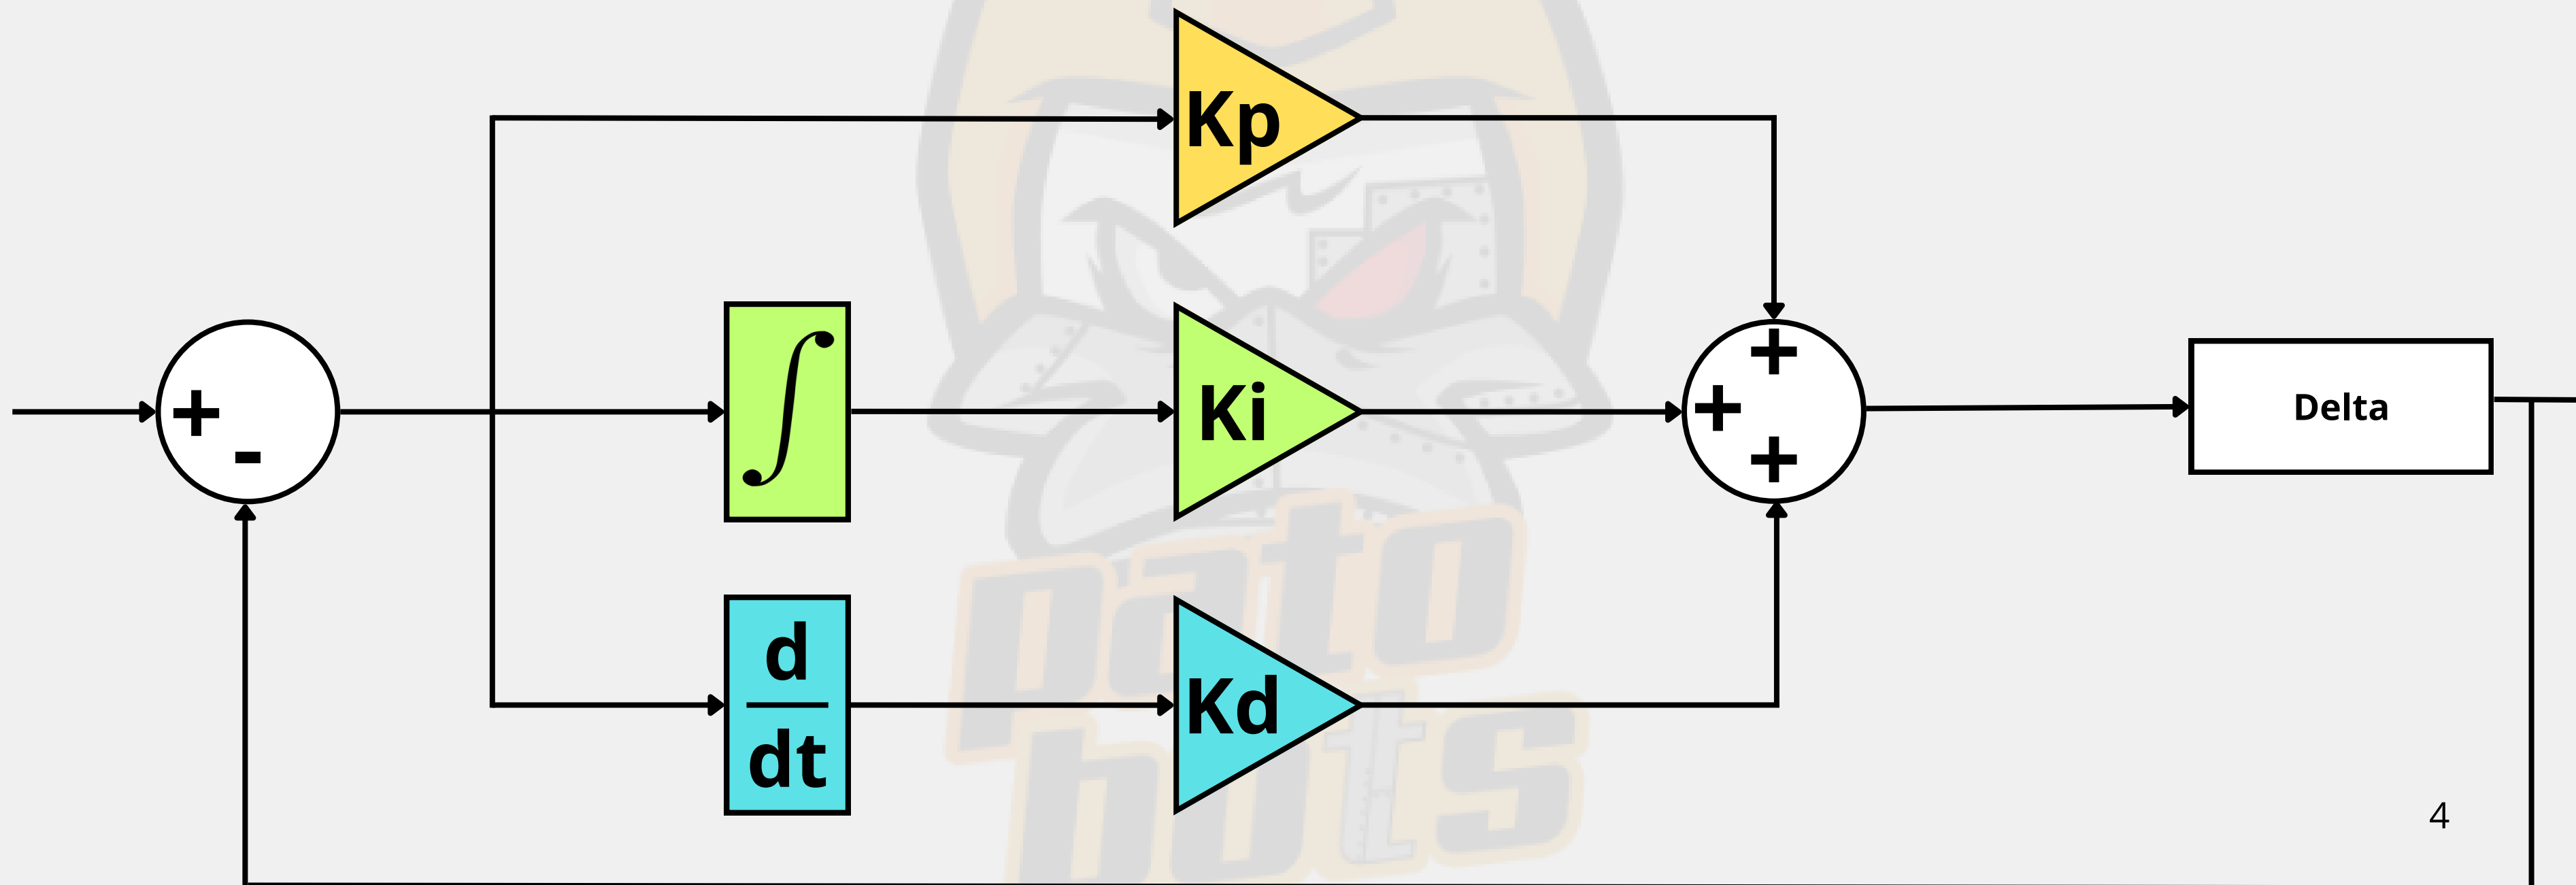 Kp
+
-
∫
Ki
+
+
+
Delta
d
dt
Kd
pato
bots
4